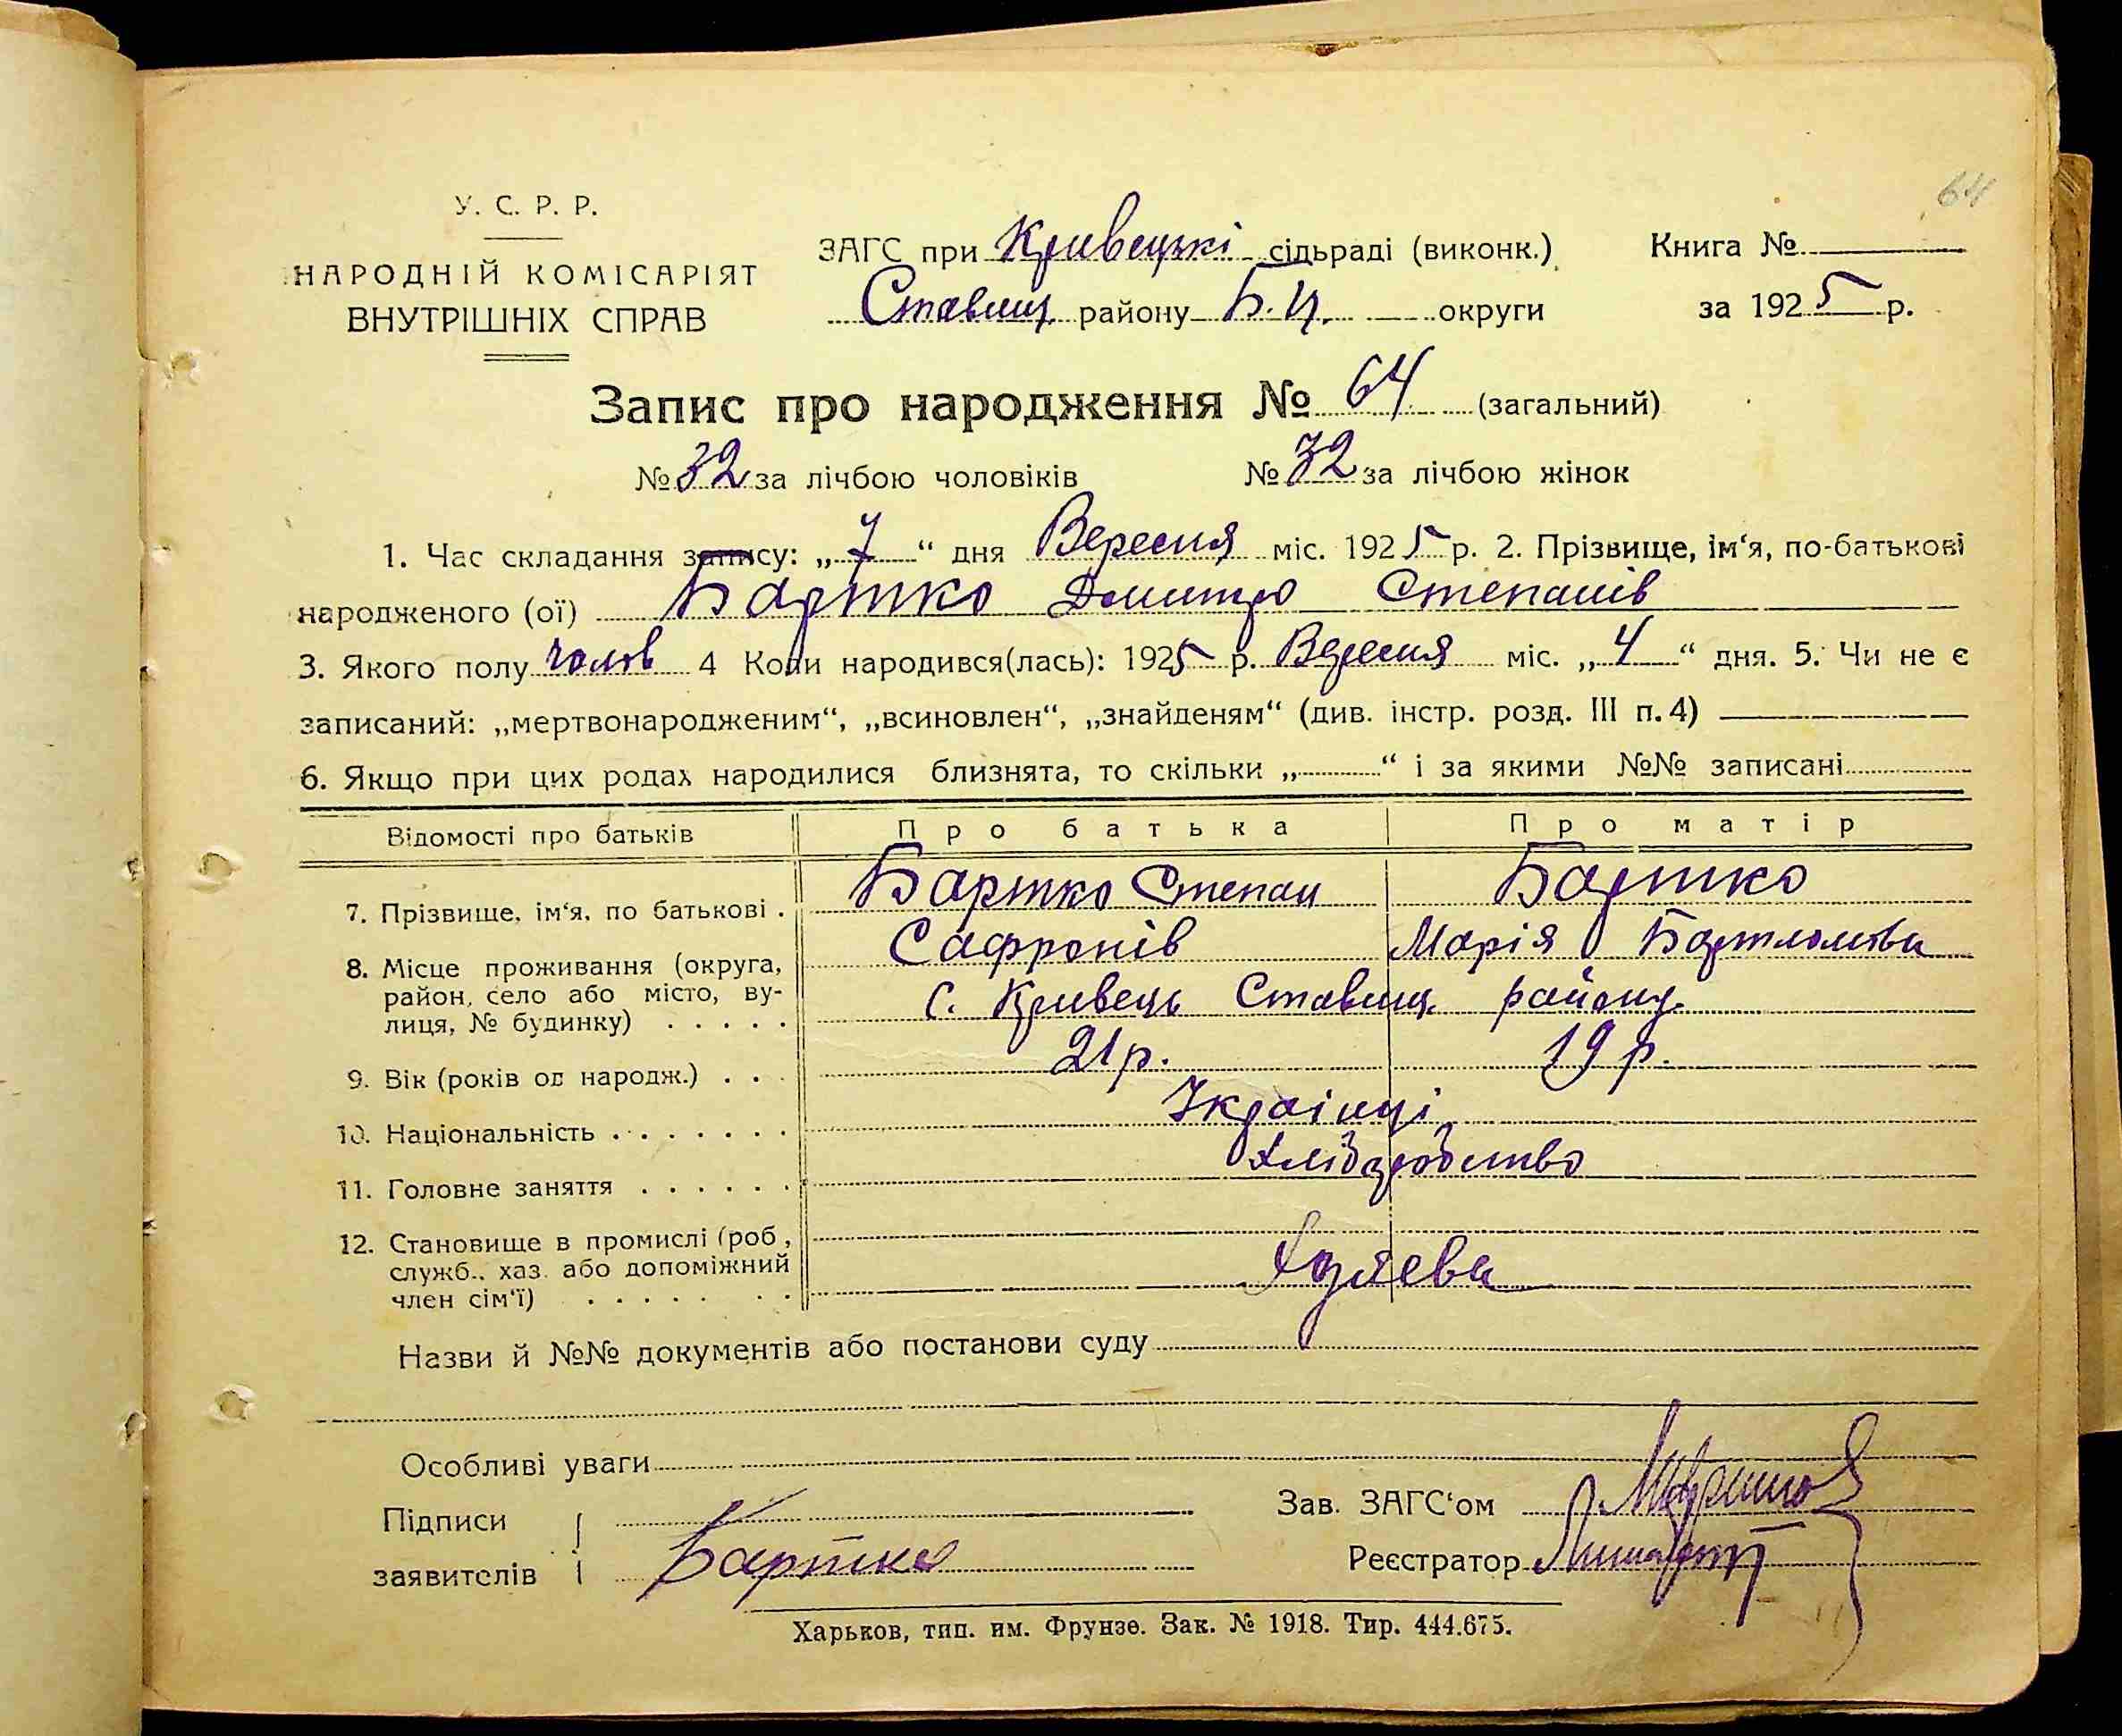 64
У. С. Р. Р.
НАРОДНІЙ КОМІСАРІЯТ
ВНУТРІШНІХ СПРАВ
ЗАГС при Кривецькі сільраді (виконк.)
Ставищ. району Б. Ц. округи
Книга №
за 1925 р.
Запис про народження № 64 (загальний)
№ 32 за лічбою чоловіків № 32 за лічбою жінок
1. Час складання запису: „7“ дня Вересня міс. 1925 р. 2. Прізвище, ім‘я, по-батькові
народженого (ої) Бартко Дмитро Степанів
3. Якого полу чолов 4 Коли народився(лась): 1925 р. Вересня міс. „4“ дня. 5. Чи не є
записаний: „мертвонародженим“, „всиновлен“, „знайденям“ (див. інстр. розд. III п. 4)
6. Якщо при цих родах народилися близнята, то скільки „ “ і за якими №№ записані
Відомості про батьків Про батька Про матір
7. Прізвище, ім‘я, по батькові . Бартко Степан Бартко
Сафронів Марія
8. Місце проживання (округа,
район, село або місто, ву-
лиця, № будинку) . . . . . с. Кривець Ставищ. району
9. Вік (років од народж.) . . . 21 р. 19 р.
10. Національність . . . . . . . Українці
11. Головне заняття . . . . . . Хліборобство
12. Становище в промислі (роб.,
служб., хаз. або допоміжний
член сім‘ї) . . . . . . . Хозяева
Назви й №№ документів або постанови суду
Особливі уваги
Підписи
заявителів Бартко
Зав. ЗАГС‘ом
Реєстратор
Харьков, тип. им. Фрунзе. Зак. № 1918. Тир. 444.675.